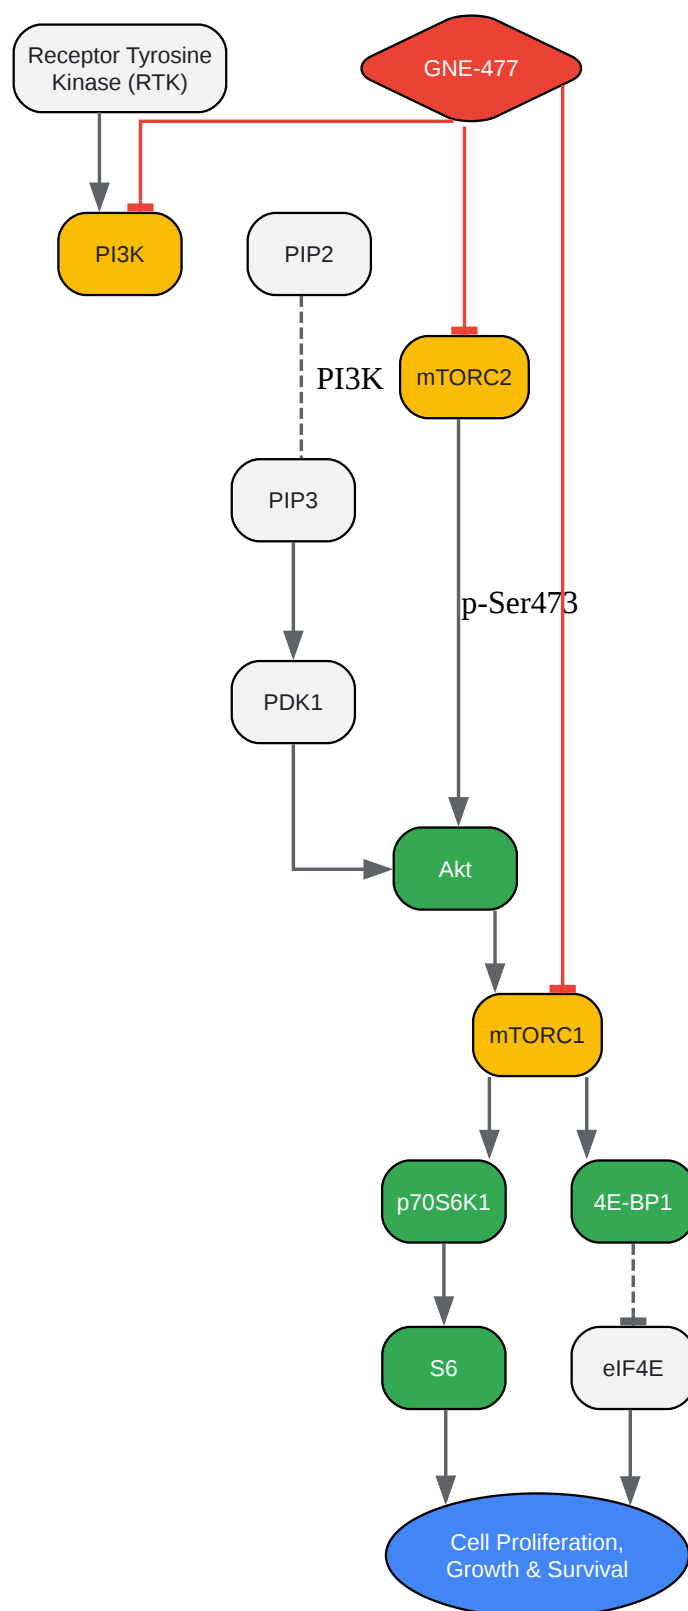 Receptor Tyrosine
Kinase (RTK)
GNE-477
PI3K
PIP2
PI3K
mTORC2
PIP3
p-Ser473
PDK1
Akt
mTORC1
p70S6K1
4E-BP1
S6
eIF4E
Cell Proliferation,
Growth & Survival